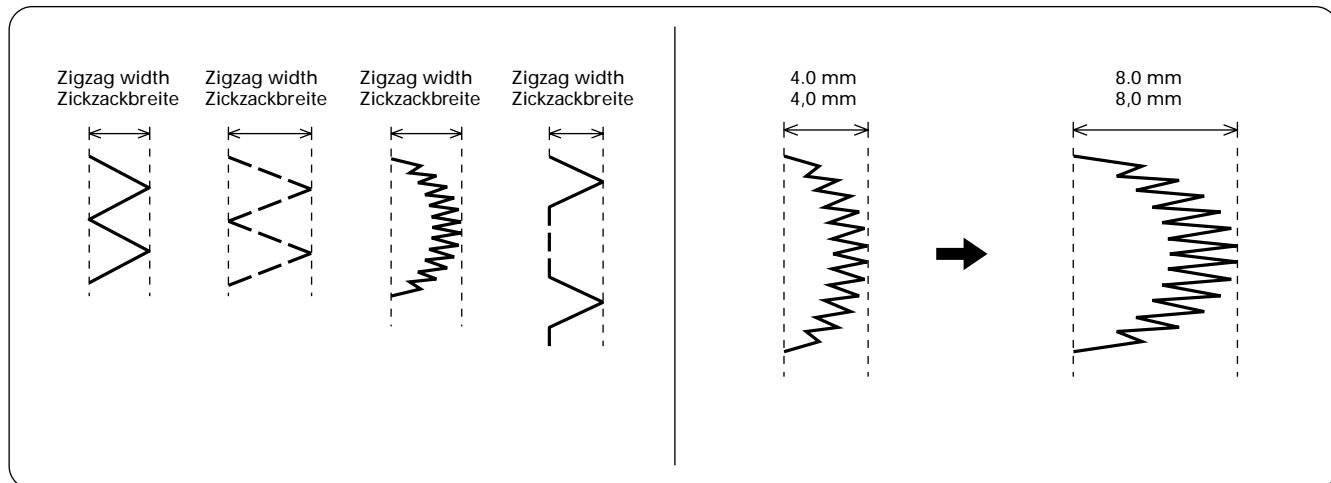 Zigzag width
Zickzackbreite
Zigzag width
Zickzackbreite
Zigzag width
Zickzackbreite
Zigzag width
Zickzackbreite
4.0 mm
4,0 mm
8.0 mm
8,0 mm